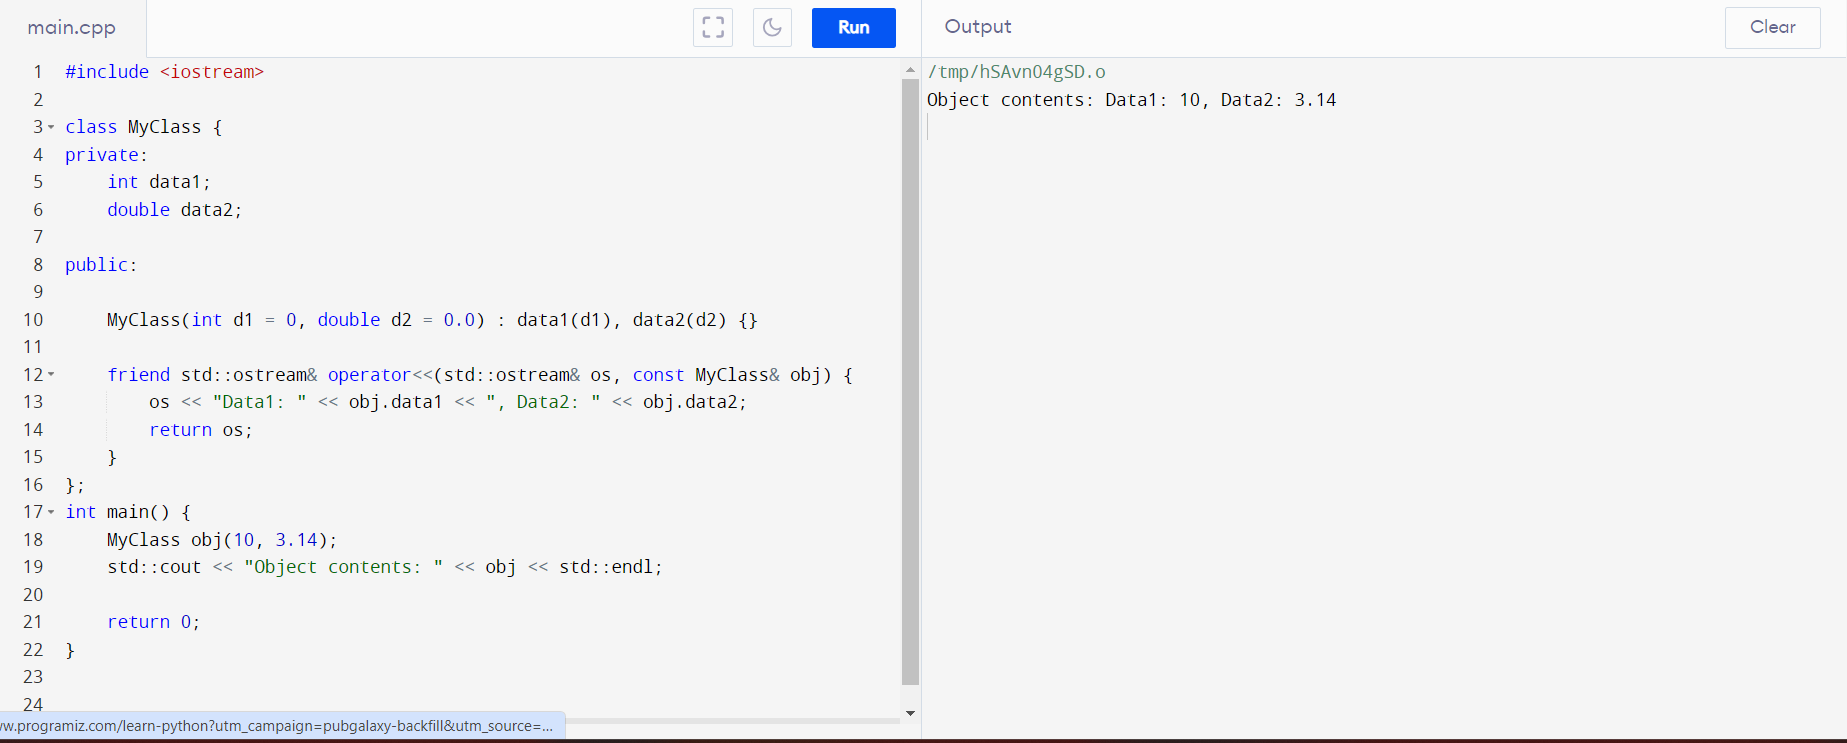 main.cpp
Run
Output
Clear
1 #include <iostream>
2
3 class MyClass {
4 private:
5     int data1;
6     double data2;
7
8 public:
9
10     MyClass(int d1 = 0, double d2 = 0.0) : data1(d1), data2(d2) {}
11
12     friend std::ostream& operator<<(std::ostream& os, const MyClass& obj) {
13         os << "Data1: " << obj.data1 << ", Data2: " << obj.data2;
14         return os;
15     }
16 };
17 int main() {
18     MyClass obj(10, 3.14);
19     std::cout << "Object contents: " << obj << std::endl;
20
21     return 0;
22 }
23
24
/tmp/hSAvn04gSD.o
Object contents: Data1: 10, Data2: 3.14
w.programiz.com/learn-python?utm_campaign=pubgalaxy-backfill&utm_source=...